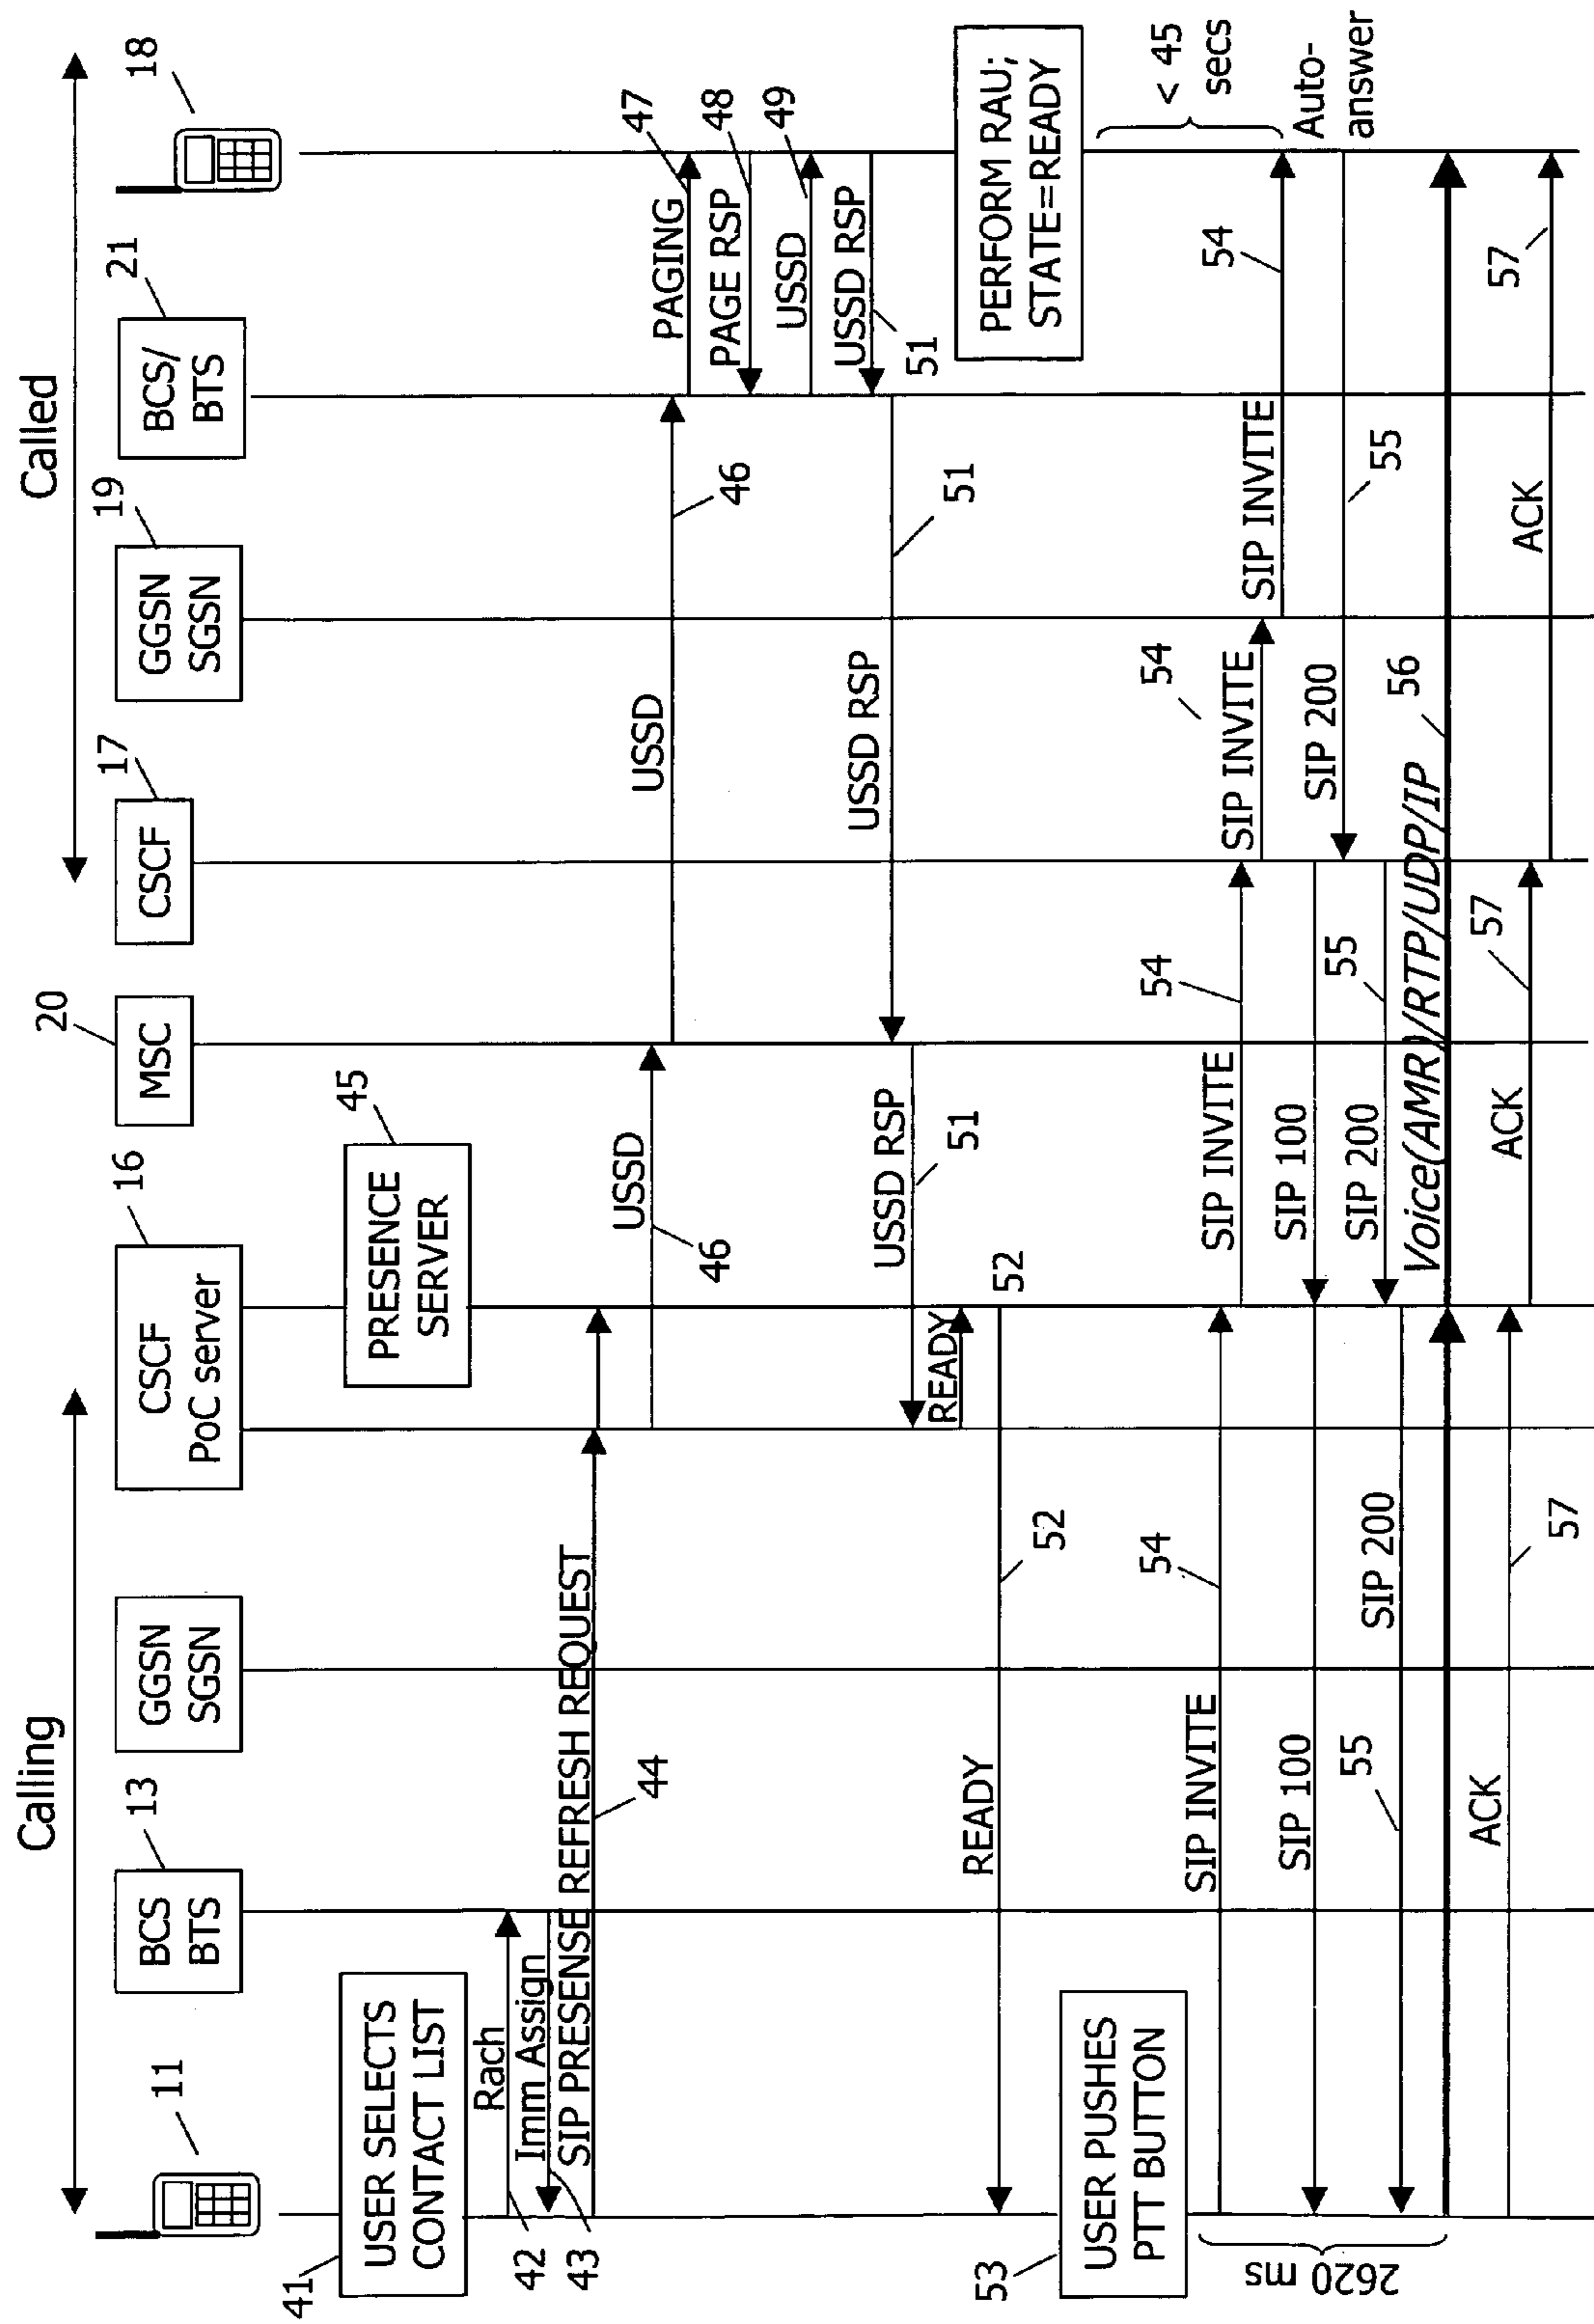 Calling
Called
11
BCS
BTS
13
GGSN
SGSN
CSCF
PoC server
16
MSC
20
CSCF
17
GGSN
SGSN
19
BCS/
BTS
21
18
USER SELECTS
CONTACT LIST
41
PRESENCE
SERVER
45
Rach
42
Imm Assign
43
SIP PRESENSE REFRESH REQUEST
44
USSD
46
USSD
46
PAGING
47
PAGE RSP
48
USSD
49
USSD RSP
51
USSD RSP
51
USSD RSP
51
READY
52
READY
52
PERFORM RAU;
STATE=READY
USER PUSHES
PTT BUTTON
53
< 45
secs
SIP INVITE
54
SIP INVITE
54
SIP INVITE
54
SIP INVITE
54
Auto-
answer
SIP 100
SIP 100
SIP 200
55
SIP 200
55
SIP 200
55
Voice(AMR)/RTP/UDP/IP
56
2620 ms
ACK
57
ACK
57
ACK
57